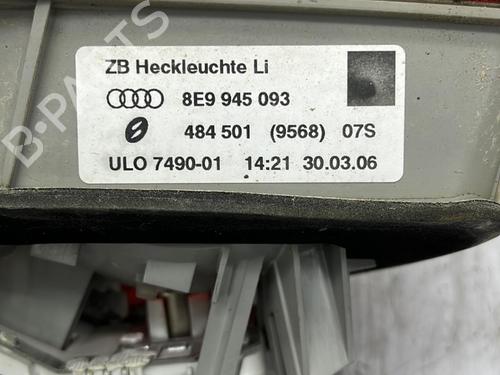 ZB Heckleuchte Li
8E9 945 093
484 501 (9568) 07S
ULO 7490-01 14:21 30.03.06
B-PARTS